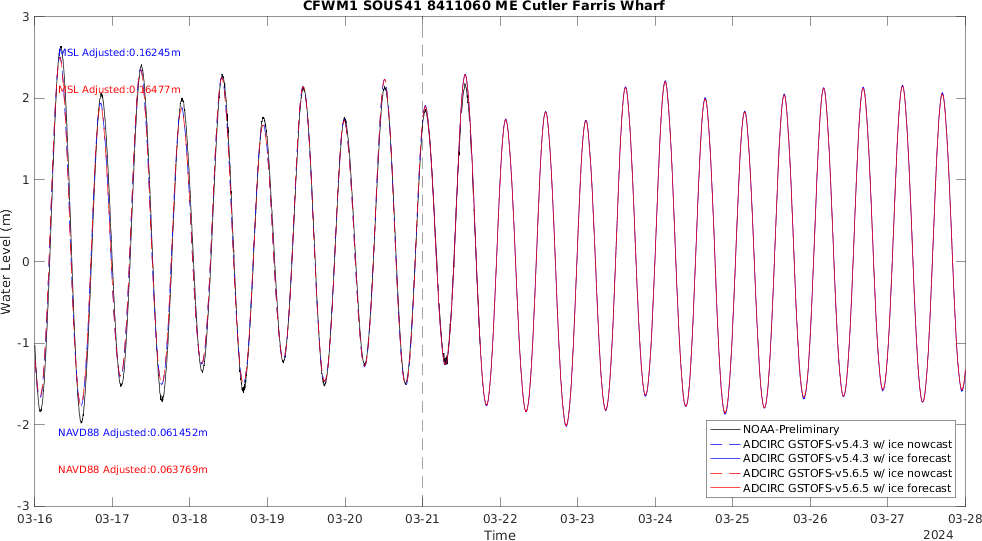 CFWM1 SOUS41 8411060 ME Cutler Farris Wharf
3
2
1
0
-1
-2
-3
Water Level (m)
MSL Adjusted:0.16245m
MSL Adjusted:0.16477m
NAVD88 Adjusted:0.061452m
NAVD88 Adjusted:0.063769m
NOAA-Preliminary
ADCIRC GSTOFS-v5.4.3 w/ ice nowcast
ADCIRC GSTOFS-v5.4.3 w/ ice forecast
ADCIRC GSTOFS-v5.6.5 w/ ice nowcast
ADCIRC GSTOFS-v5.6.5 w/ ice forecast
03-16 03-17 03-18 03-19 03-20 03-21 03-22 03-23 03-24 03-25 03-26 03-27 03-28
Time
2024